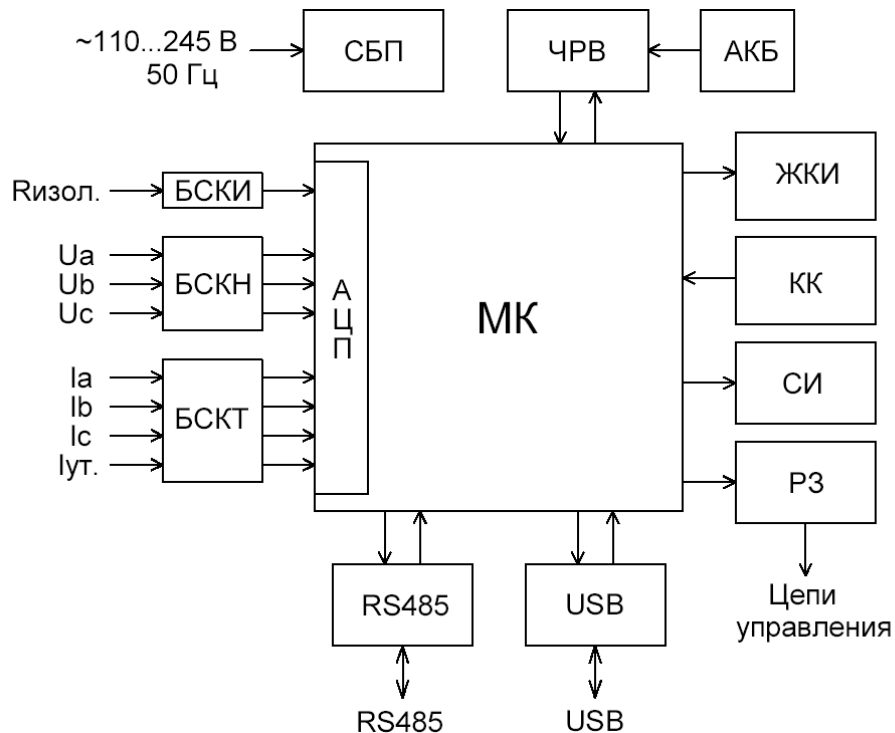 ~110...245 В
50 Гц
СБП
ЧРВ
АКБ
Rизол.
БСКИ
Ua
Ub
Uc
БСКН
Ia
Ib
Ic
Iут.
БСКТ
АЦП
МК
ЖКИ
КК
СИ
РЗ
Цепи
управления
RS485
USB
RS485
USB